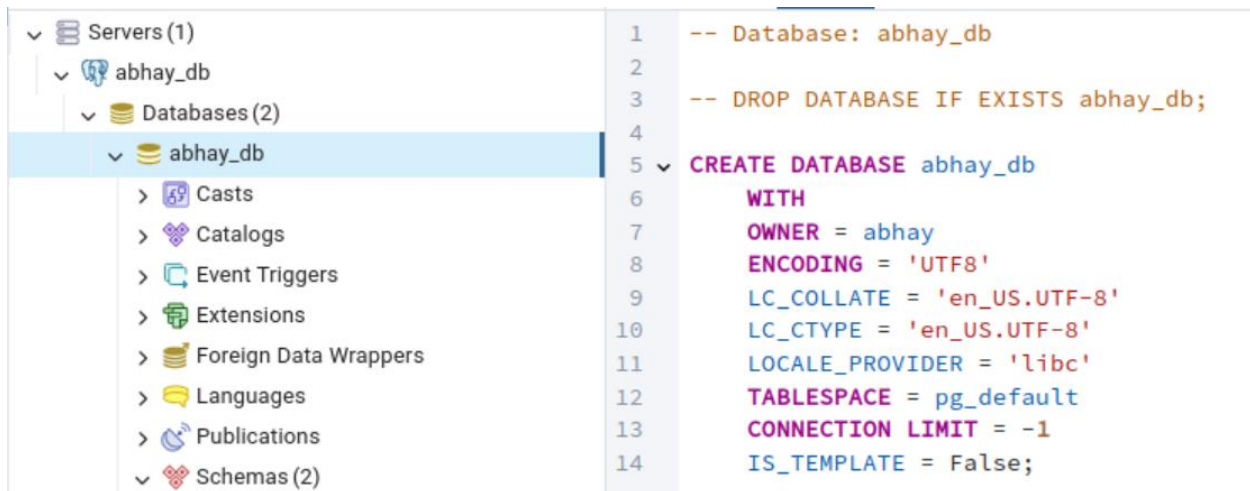 Servers (1)
abhay_db
Databases (2)
abhay_db
Casts
Catalogs
Event Triggers
Extensions
Foreign Data Wrappers
Languages
Publications
Schemas (2)
1 -- Database: abhay_db
2
3 -- DROP DATABASE IF EXISTS abhay_db;
4
5 CREATE DATABASE abhay_db
6 WITH
7 OWNER = abhay
8 ENCODING = 'UTF8'
9 LC_COLLATE = 'en_US.UTF-8'
10 LC_CTYPE = 'en_US.UTF-8'
11 LOCALE_PROVIDER = 'libc'
12 TABLESPACE = pg_default
13 CONNECTION LIMIT = -1
14 IS_TEMPLATE = False;